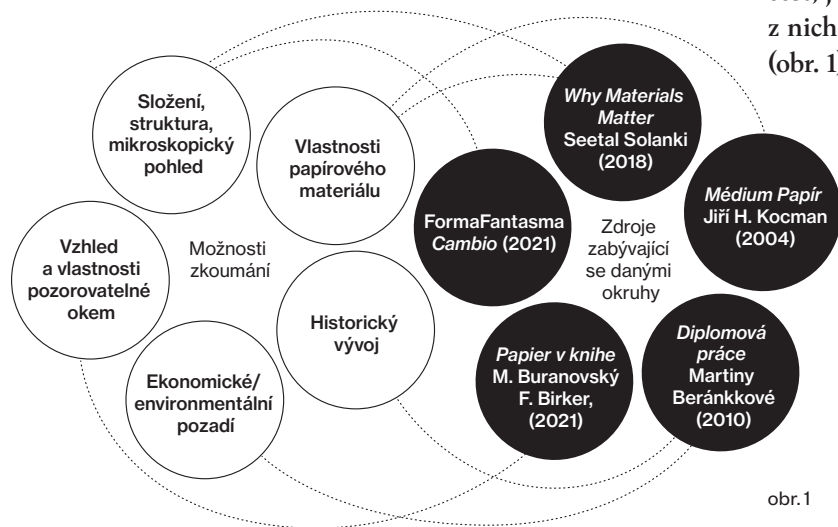 z nich
(obr. 1)
Složení,
struktura,
mikroskopický
pohled
Vlastnosti
papírového
materiálu
Vzhled
a vlastnosti
pozorovatelné
okem
Možnosti
zkoumání
Historický
vývoj
Ekonomické/
environmentální
pozadí
Why Materials
Matter
Seetal Solanki
(2018)
FormaFantasma
Cambio (2021)
Zdroje
zabývající
se danými
okruhy
Médium Papír
Jiří H. Kocman
(2004)
Papier v knihe
M. Buranovský
F. Birker,
(2021)
Diplomová
práce
Martiny
Beránkkové
(2010)
obr.1